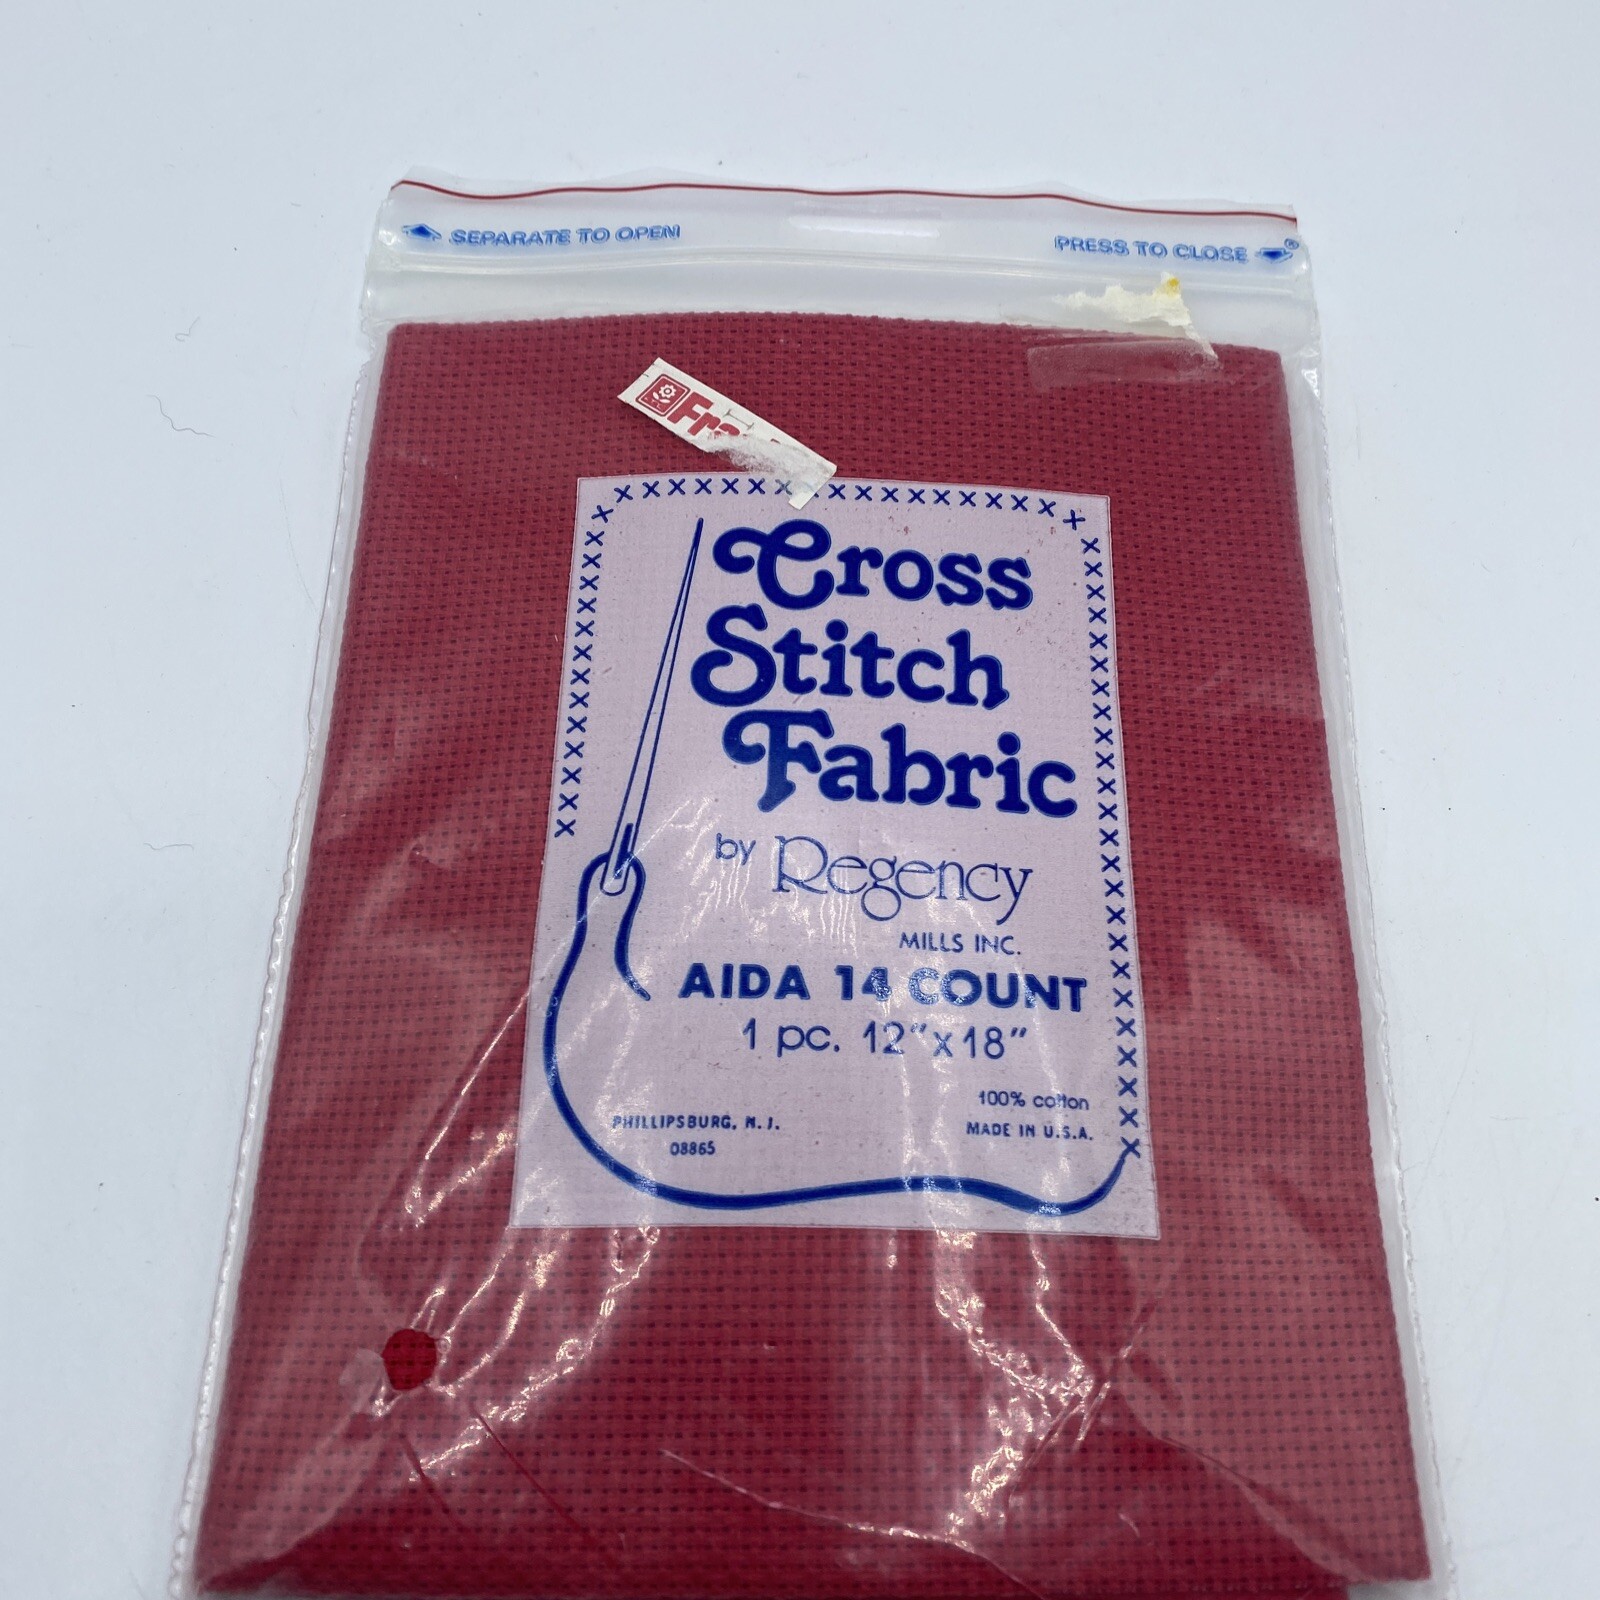 SEPARATE TO OPEN
PRESS TO CLOSE ®
Cross
Stitch
Fabric
by Regency
MILLS INC.
AIDA 14 COUNT
1 pc. 12" x 18"
100% cotton
PHILLIPSBURG, N.J.
MADE IN U.S.A.
08865